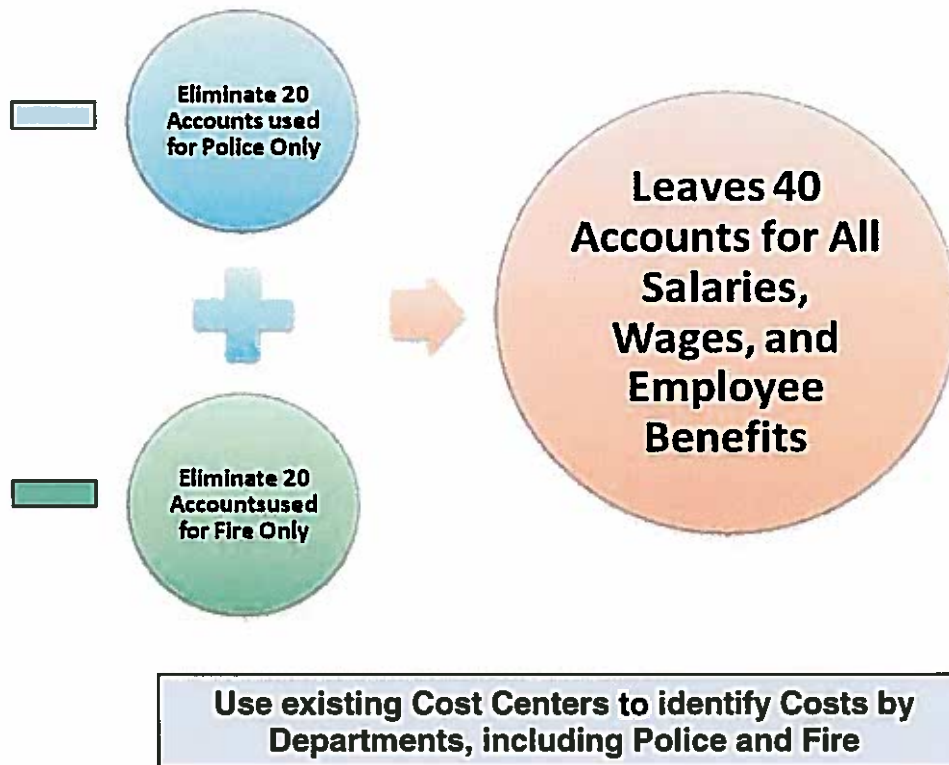 Eliminate 20
Accounts used
for Police Only
Eliminate 20
Accountsused
for Fire Only
Leaves 40
Accounts for All
Salaries,
Wages, and
Employee
Benefits
Use existing Cost Centers to identify Costs by
Departments, including Police and Fire